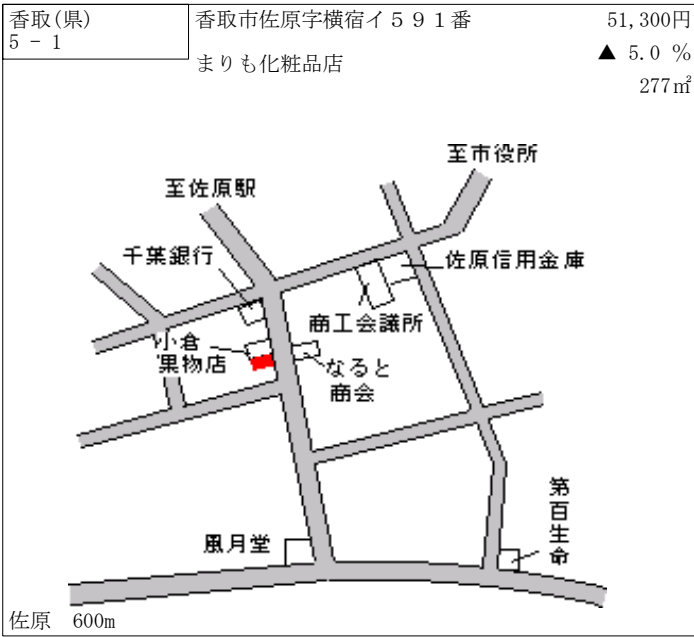 香取(県)
5 - 1
香取市佐原字横宿イ５９１番
まりも化粧品店
51,300円
▲ 5.0 %
277㎡
至市役所
至佐原駅
千葉銀行
佐原信用金庫
商工会議所
小倉
果物店
なると
商会
第百生命
風月堂
佐原 600m